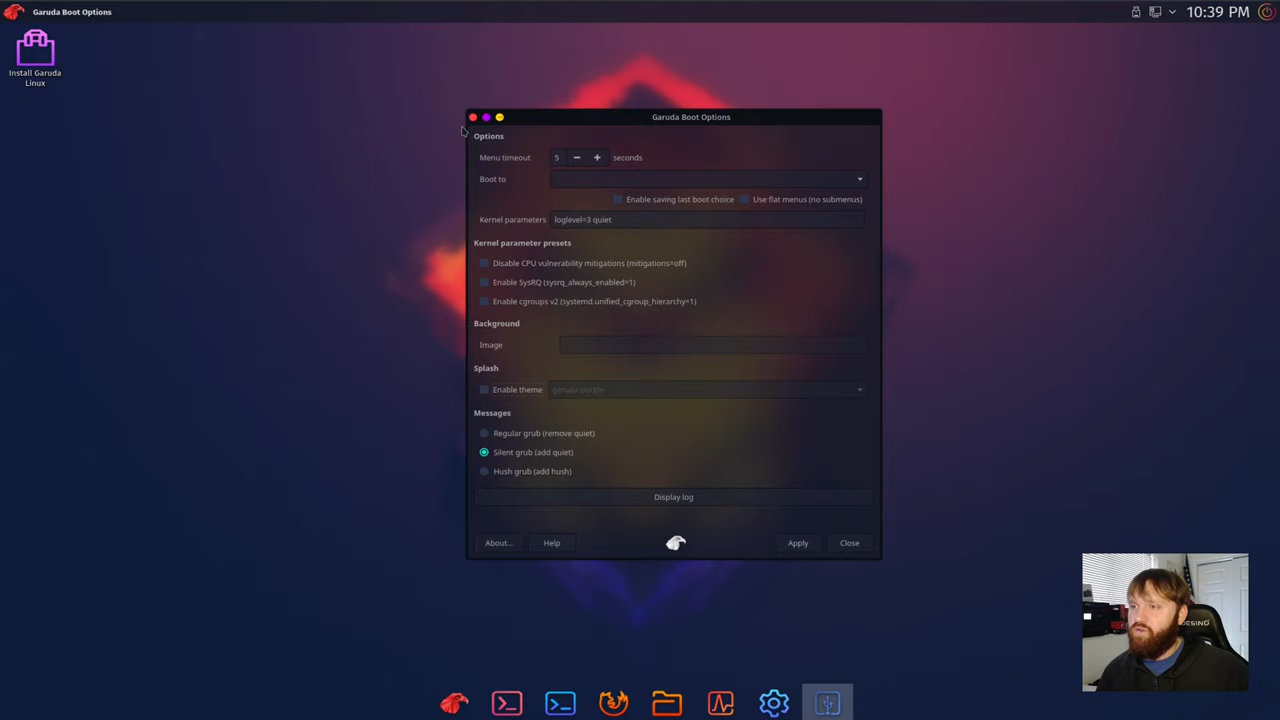 Garuda Boot Options
10:39 PM
Install Garuda
Linux
Garuda Boot Options
Options
Menu timeout 5 seconds
Boot to
Enable saving last boot choice Use flat menus (no submenus)
Kernel parameters loglevel=3 quiet
Kernel parameter presets
Disable CPU vulnerability mitigations (mitigations=off)
Enable SysRQ (sysrq_always_enabled=1)
Enable cgroups v2 (systemd.unified_cgroup_hierarchy=1)
Background
Image
Splash
Enable theme garuda-purple
Messages
Regular grub (remove quiet)
Silent grub (add quiet)
Hush grub (add hush)
Display log
About... Help Apply Close
DESINO